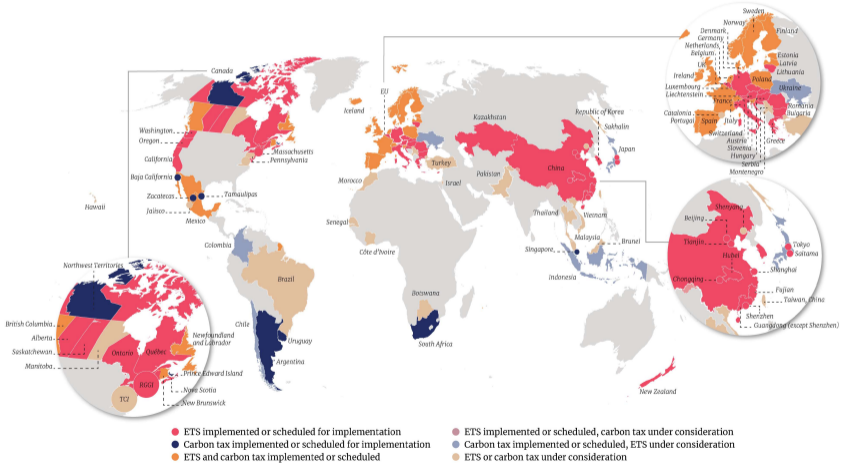 Canada
Washington
Oregon
California
Baja California
Zacatecas
Jalisco
Mexico
Tamaulipas
Massachusetts
Pennsylvania
Hawaii
Iceland
EU
Kazakhstan
Republic of Korea
Sakhalin
Japan
China
Turkey
Israel
Pakistan
Morocco
Senegal
Côte d'Ivoire
Thailand
Vietnam
Malaysia
Brunei
Singapore
Indonesia
Colombia
Brazil
Botswana
South Africa
Chile
Uruguay
Argentina
New Zealand
Sweden
Norway
Finland
Denmark
Germany
Netherlands
Belgium
UK
Ireland
Luxembourg
Liechtenstein
France
Catalonia
Portugal
Spain
Italy
Switzerland
Austria
Slovenia
Hungary
Serbia
Montenegro
Greece
Bulgaria
Romania
Ukraine
Poland
Lithuania
Latvia
Estonia
Shenyang
Beijing
Tianjin
Hubei
Chongqing
Tokyo
Saitama
Shanghai
Fujian
Taiwan, China
Shenzhen
Guangdong (except Shenzhen)
Northwest Territories
British Columbia
Alberta
Saskatchewan
Manitoba
Ontario
Québec
Newfoundland
and Labrador
Prince Edward Island
Nova Scotia
New Brunswick
RGGI
TCI
ETS implemented or scheduled for implementation
Carbon tax implemented or scheduled for implementation
ETS and carbon tax implemented or scheduled
ETS implemented or scheduled, carbon tax under consideration
Carbon tax implemented or scheduled, ETS under consideration
ETS or carbon tax under consideration